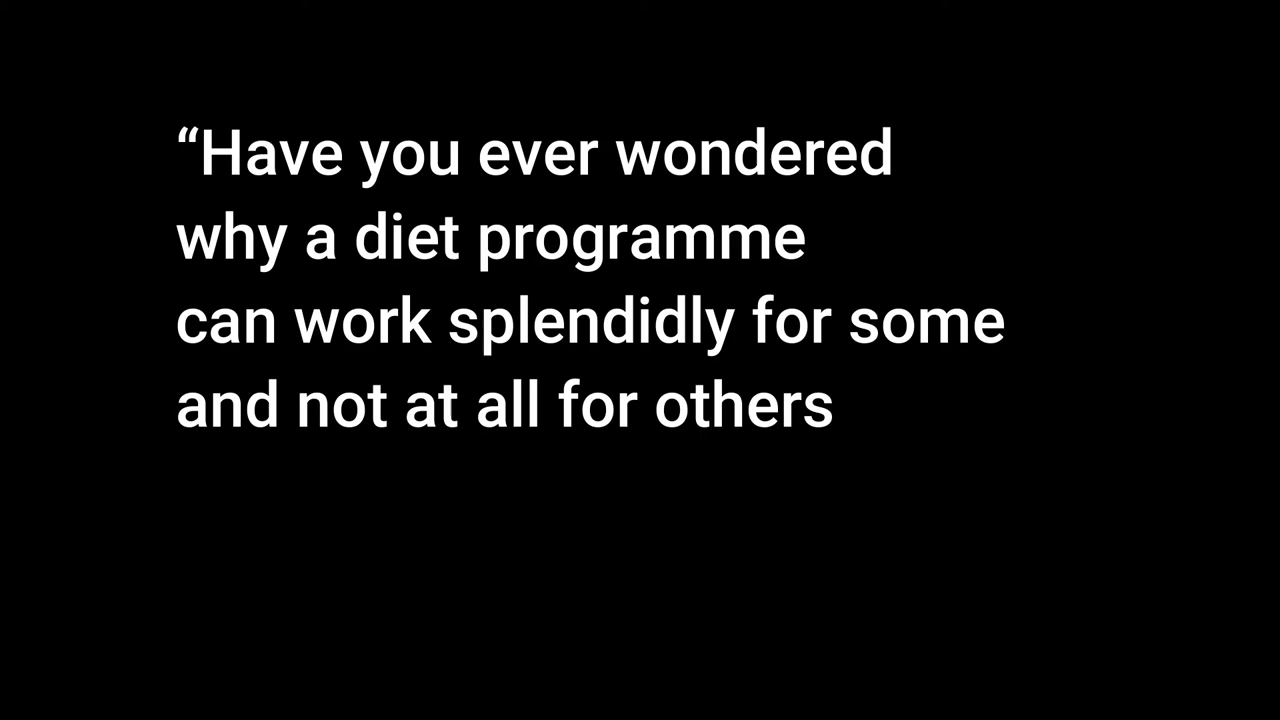 “Have you ever wondered
why a diet programme
can work splendidly for some
and not at all for others